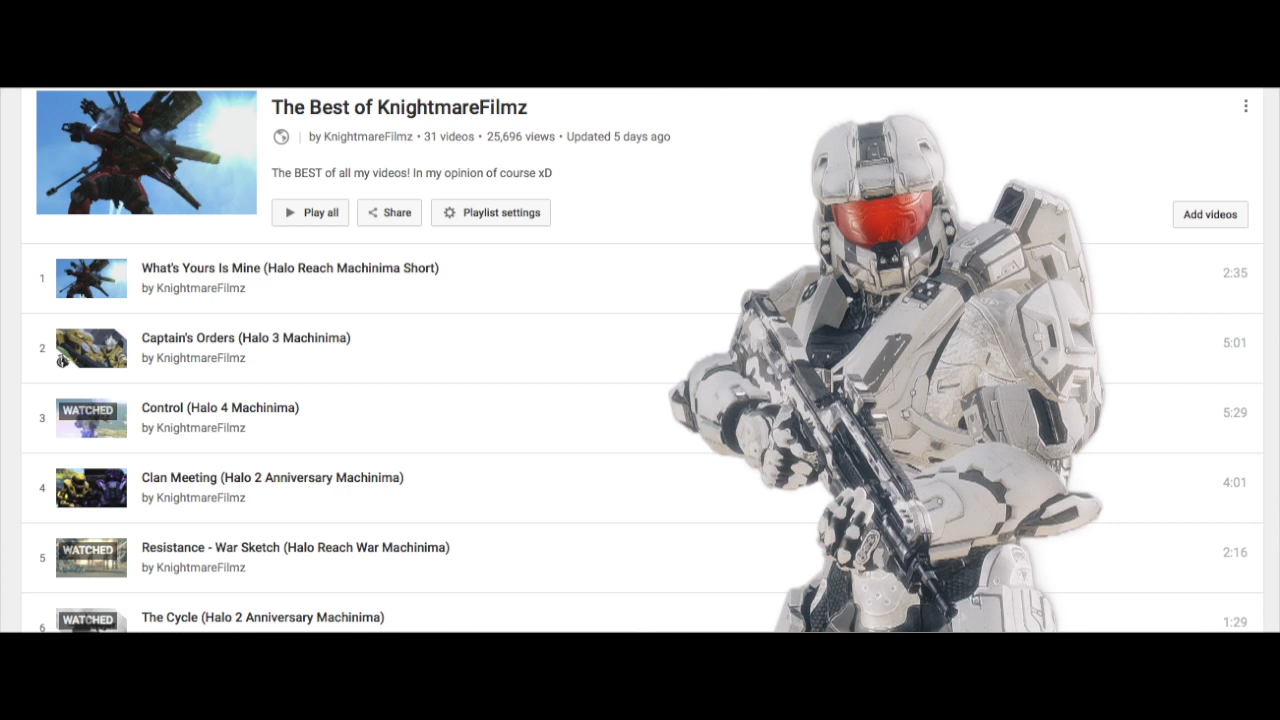 The Best of KnightmareFilmz
by KnightmareFilmz • 31 videos • 25,696 views • Updated 5 days ago
The BEST of all my videos! In my opinion of course xD
Play all Share Playlist settings Add videos
1 What's Yours Is Mine (Halo Reach Machinima Short) 2:35
by KnightmareFilmz
2 Captain's Orders (Halo 3 Machinima) 5:01
by KnightmareFilmz
3 WATCHED Control (Halo 4 Machinima) 5:29
by KnightmareFilmz
4 Clan Meeting (Halo 2 Anniversary Machinima) 4:01
by KnightmareFilmz
5 WATCHED Resistance - War Sketch (Halo Reach War Machinima) 2:16
by KnightmareFilmz
6 WATCHED The Cycle (Halo 2 Anniversary Machinima) 1:29